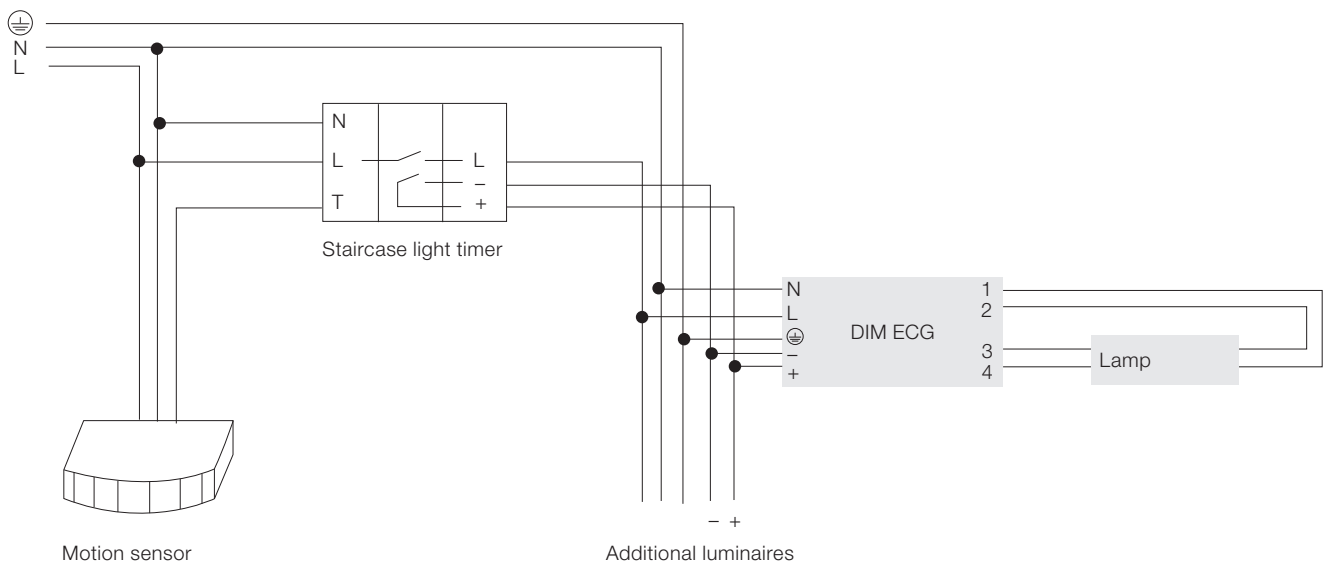 ⏚
N
L
N
L
T
L
–
+
Staircase light timer
N
L
⏚
–
+
DIM ECG
1
2
3
4
Lamp
– +
Motion sensor
Additional luminaires